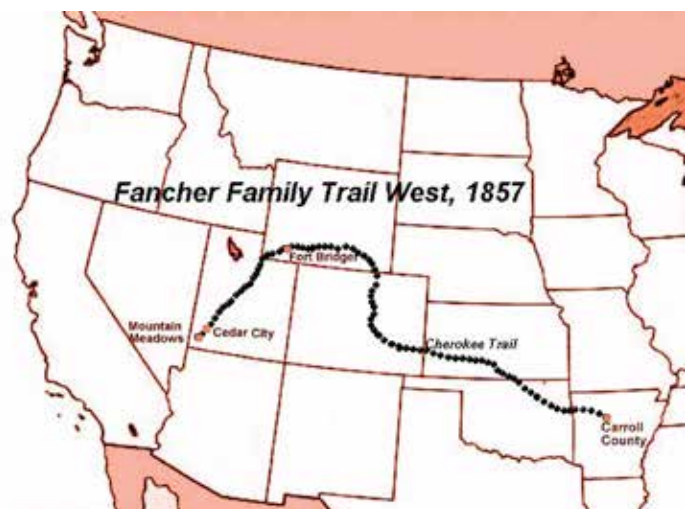 Fancher Family Trail West, 1857
Fort Bridger
Mountain
Meadows
Cedar City
Cherokee Trail
Carroll
County